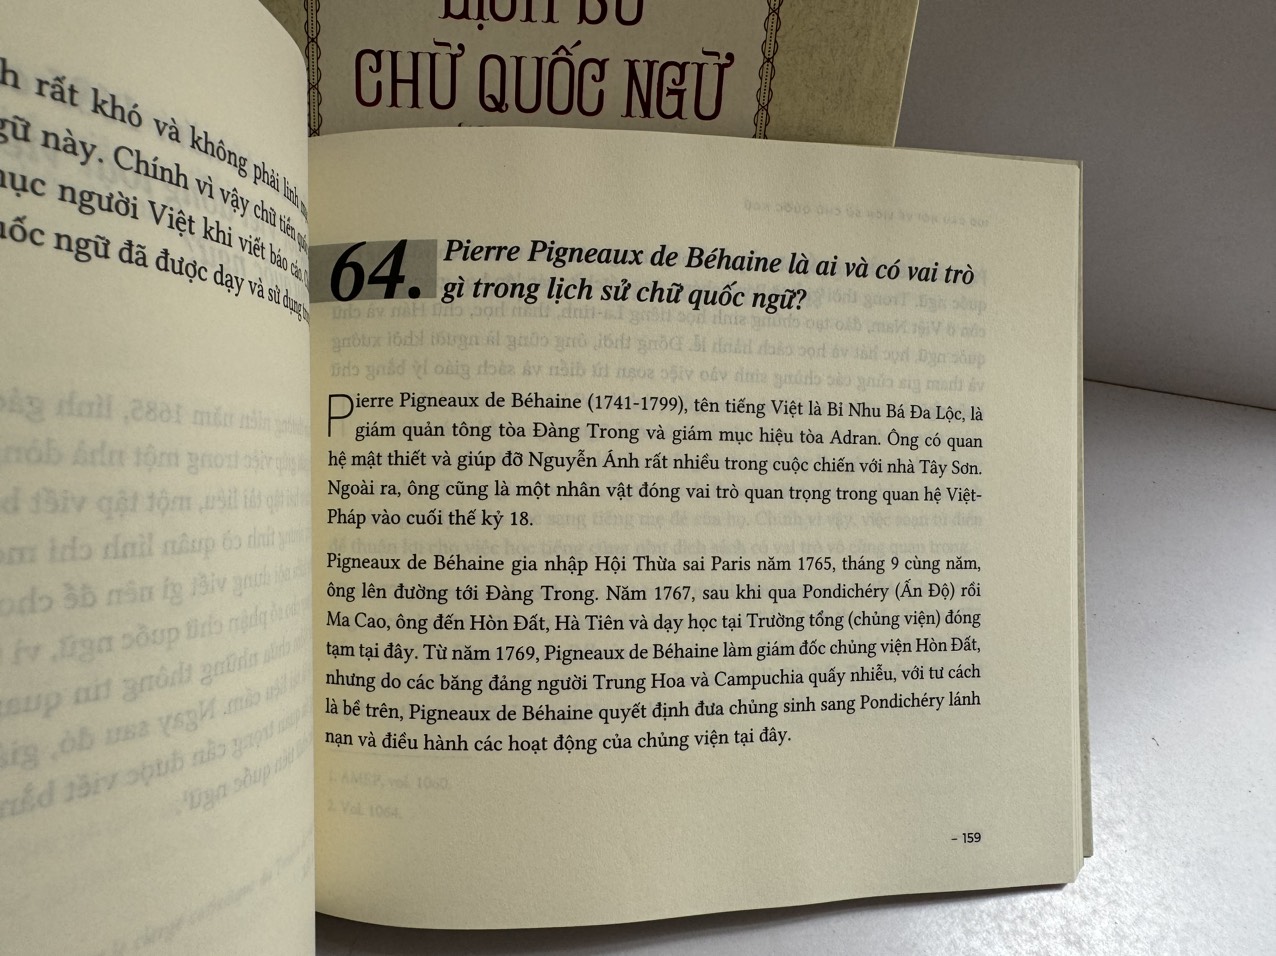 LỊCH SỬ
CHỮ QUỐC NGỮ
rất khó và không phải linh
này. Chính vì vậy chữ tiền
người Việt khi viết báo cáo.
ngữ đã được dạy và sử dụng
64. Pierre Pigneaux de Béhaine là ai và có vai trò
gì trong lịch sử chữ quốc ngữ?
Pierre Pigneaux de Béhaine (1741-1799), tên tiếng Việt là Bỉ Nhu Bá Đa Lộc, là
giám quản tông tòa Đàng Trong và giám mục hiệu tòa Adran. Ông có quan
hệ mật thiết và giúp đỡ Nguyễn Ánh rất nhiều trong cuộc chiến với nhà Tây Sơn.
Ngoài ra, ông cũng là một nhân vật đóng vai trò quan trọng trong quan hệ Việt-
Pháp vào cuối thế kỷ 18.
Pigneaux de Béhaine gia nhập Hội Thừa sai Paris năm 1765, tháng 9 cùng năm,
ông lên đường tới Đàng Trong. Năm 1767, sau khi qua Pondichéry (Ấn Độ) rồi
Ma Cao, ông đến Hòn Đất, Hà Tiên và dạy học tại Trường tổng (chủng viện) đóng
tạm tại đây. Từ năm 1769, Pigneaux de Béhaine làm giám đốc chủng viện Hòn Đất,
nhưng do các băng đảng người Trung Hoa và Campuchia quấy nhiễu, với tư cách
là bề trên, Pigneaux de Béhaine quyết định đưa chủng sinh sang Pondichéry lánh
nạn và điều hành các hoạt động của chủng viện tại đây.
– 159